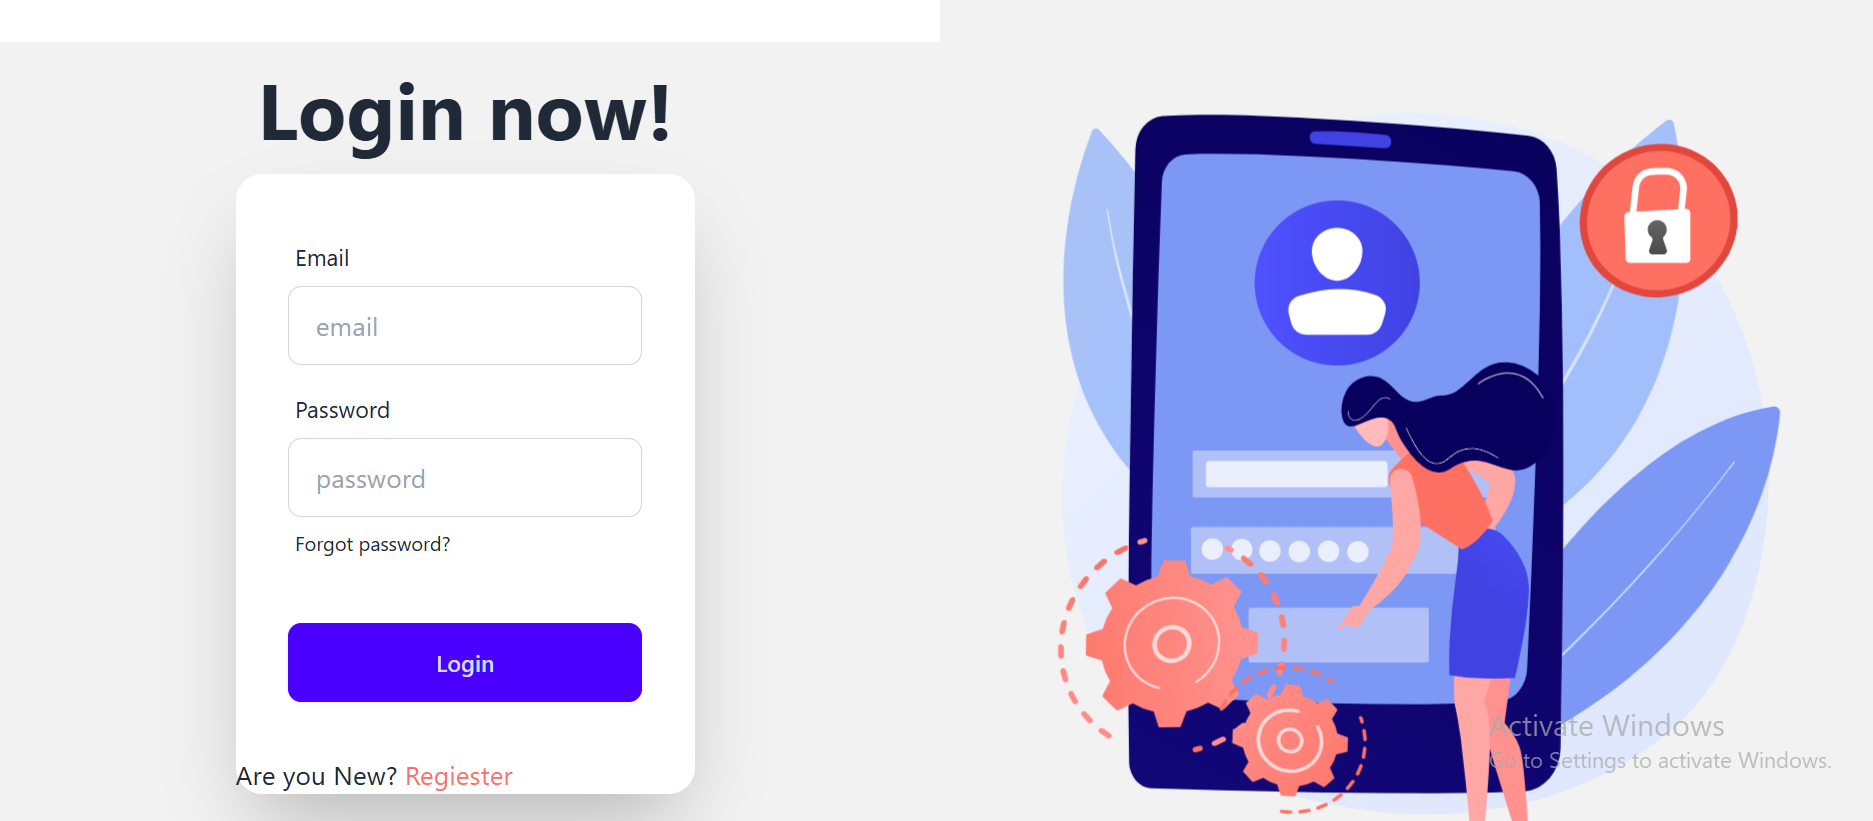 Login now!
Email
email
Password
password
Forgot password?
Login
Are you New? Regiester
Activate Windows
Go to Settings to activate Windows.